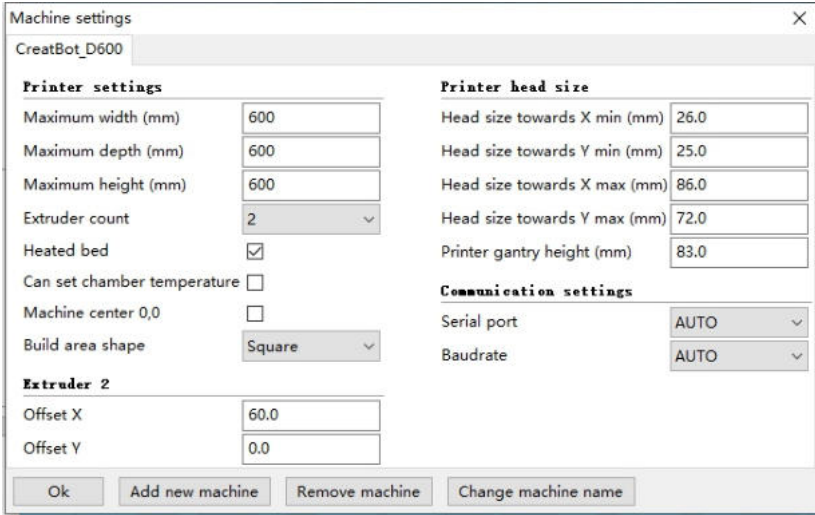 Machine settings
CreatBot_D600
Printer settings
Maximum width (mm) 600
Maximum depth (mm) 600
Maximum height (mm) 600
Extruder count 2
Heated bed
Can set chamber temperature
Machine center 0,0
Build area shape Square
Extruder 2
Offset X 60.0
Offset Y 0.0
Printer head size
Head size towards X min (mm) 26.0
Head size towards Y min (mm) 25.0
Head size towards X max (mm) 86.0
Head size towards Y max (mm) 72.0
Printer gantry height (mm) 83.0
Communication settings
Serial port AUTO
Baudrate AUTO
Ok Add new machine Remove machine Change machine name